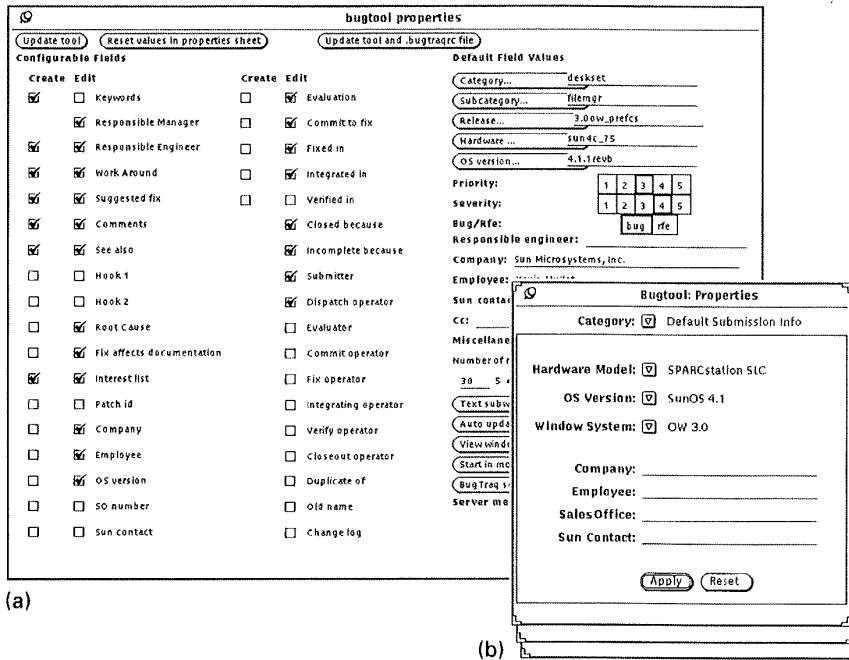 bugtool properties
Update tool Reset values in properties sheet Update tool and .bugtraqrc file
Configurable Fields
Create Edit Create Edit
Keywords Evaluation
Responsible Manager Commit to fix
Responsible Engineer Fixed in
Work Around Integrated in
Suggested fix Verified in
Comments Closed because
See also Incomplete because
Hook 1 Submitter
Hook 2 Dispatch operator
Root Cause Evaluator
Fix affects documentation Commit operator
Interest list Fix operator
Patch id Integrating operator
Company Verify operator
Employee Closeout operator
OS version Duplicate of
SO number Old name
Sun contact Change log
Default Field Values
Category... deskset
Subcategory... filemgr
Release... 3.0ow_prefcs
Hardware ... sun4c_75
OS version... 4.1.1revb
Priority: 1 2 3 4 5
Severity: 1 2 3 4 5
Bug/Rfe: bug rfe
Responsible engineer:
Company: Sun Microsystems, Inc.
Employee:
Sun contac
Cc:
Miscellane
Number of r
30 5
Text subw
Auto upda
View wind
Start in mo
BugTraq s
Server me
Bugtool: Properties
Category: Default Submission Info
Hardware Model: SPARCstation SLC
OS Version: SunOS 4.1
Window System: OW 3.0
Company:
Employee:
Sales Office:
Sun Contact:
Apply Reset
(a)
(b)